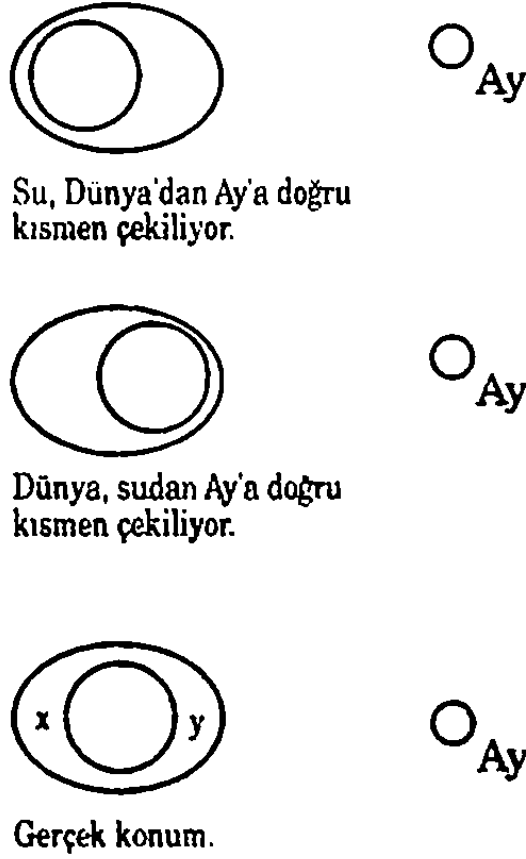 Ay
Su, Dünya'dan Ay'a doğru
kısmen çekiliyor.
Ay
Dünya, sudan Ay'a doğru
kısmen çekiliyor.
x y
Ay
Gerçek konum.